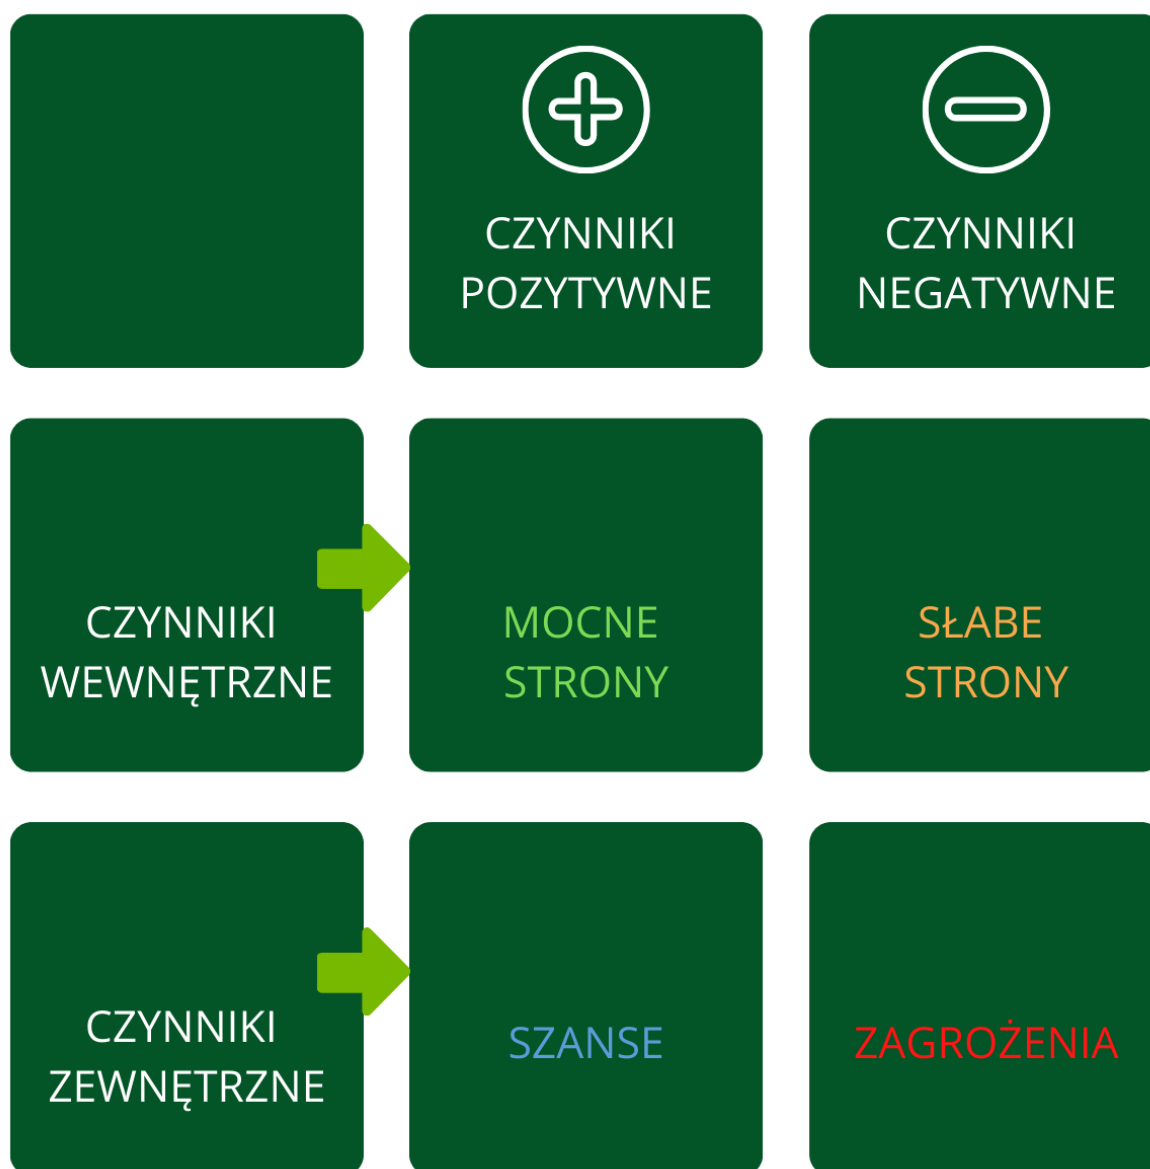 CZYNNIKI
POZYTYWNE
CZYNNIKI
NEGATYWNE
CZYNNIKI
WEWNĘTRZNE
MOCNE
STRONY
SŁABE
STRONY
CZYNNIKI
ZEWNĘTRZNE
SZANSE
ZAGROŻENIA